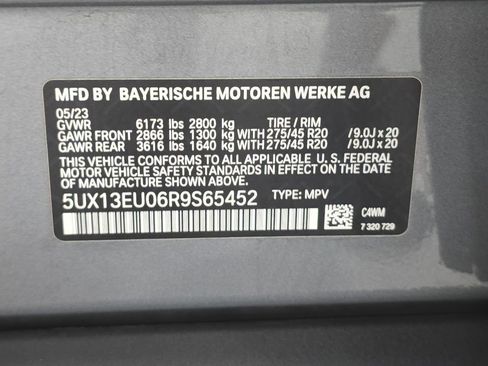 MFD BY BAYERISCHE MOTOREN WERKE AG
05/23
GVWR 6173 lbs 2800 kg TIRE / RIM
GAWR FRONT 2866 lbs 1300 kg WITH 275/45 R20 /9.0J x 20
GAWR REAR 3616 lbs 1640 kg WITH 275/45 R20 /9.0J x 20
THIS VEHICLE CONFORMS TO ALL APPLICABLE U. S. FEDERAL
MOTOR VEHICLE SAFETY STANDARDS IN EFFECT ON
THE DATE OF MANUFACTURE SHOWN ABOVE.
5UX13EU06R9S65452 TYPE: MPV
C4WM
7 320 729